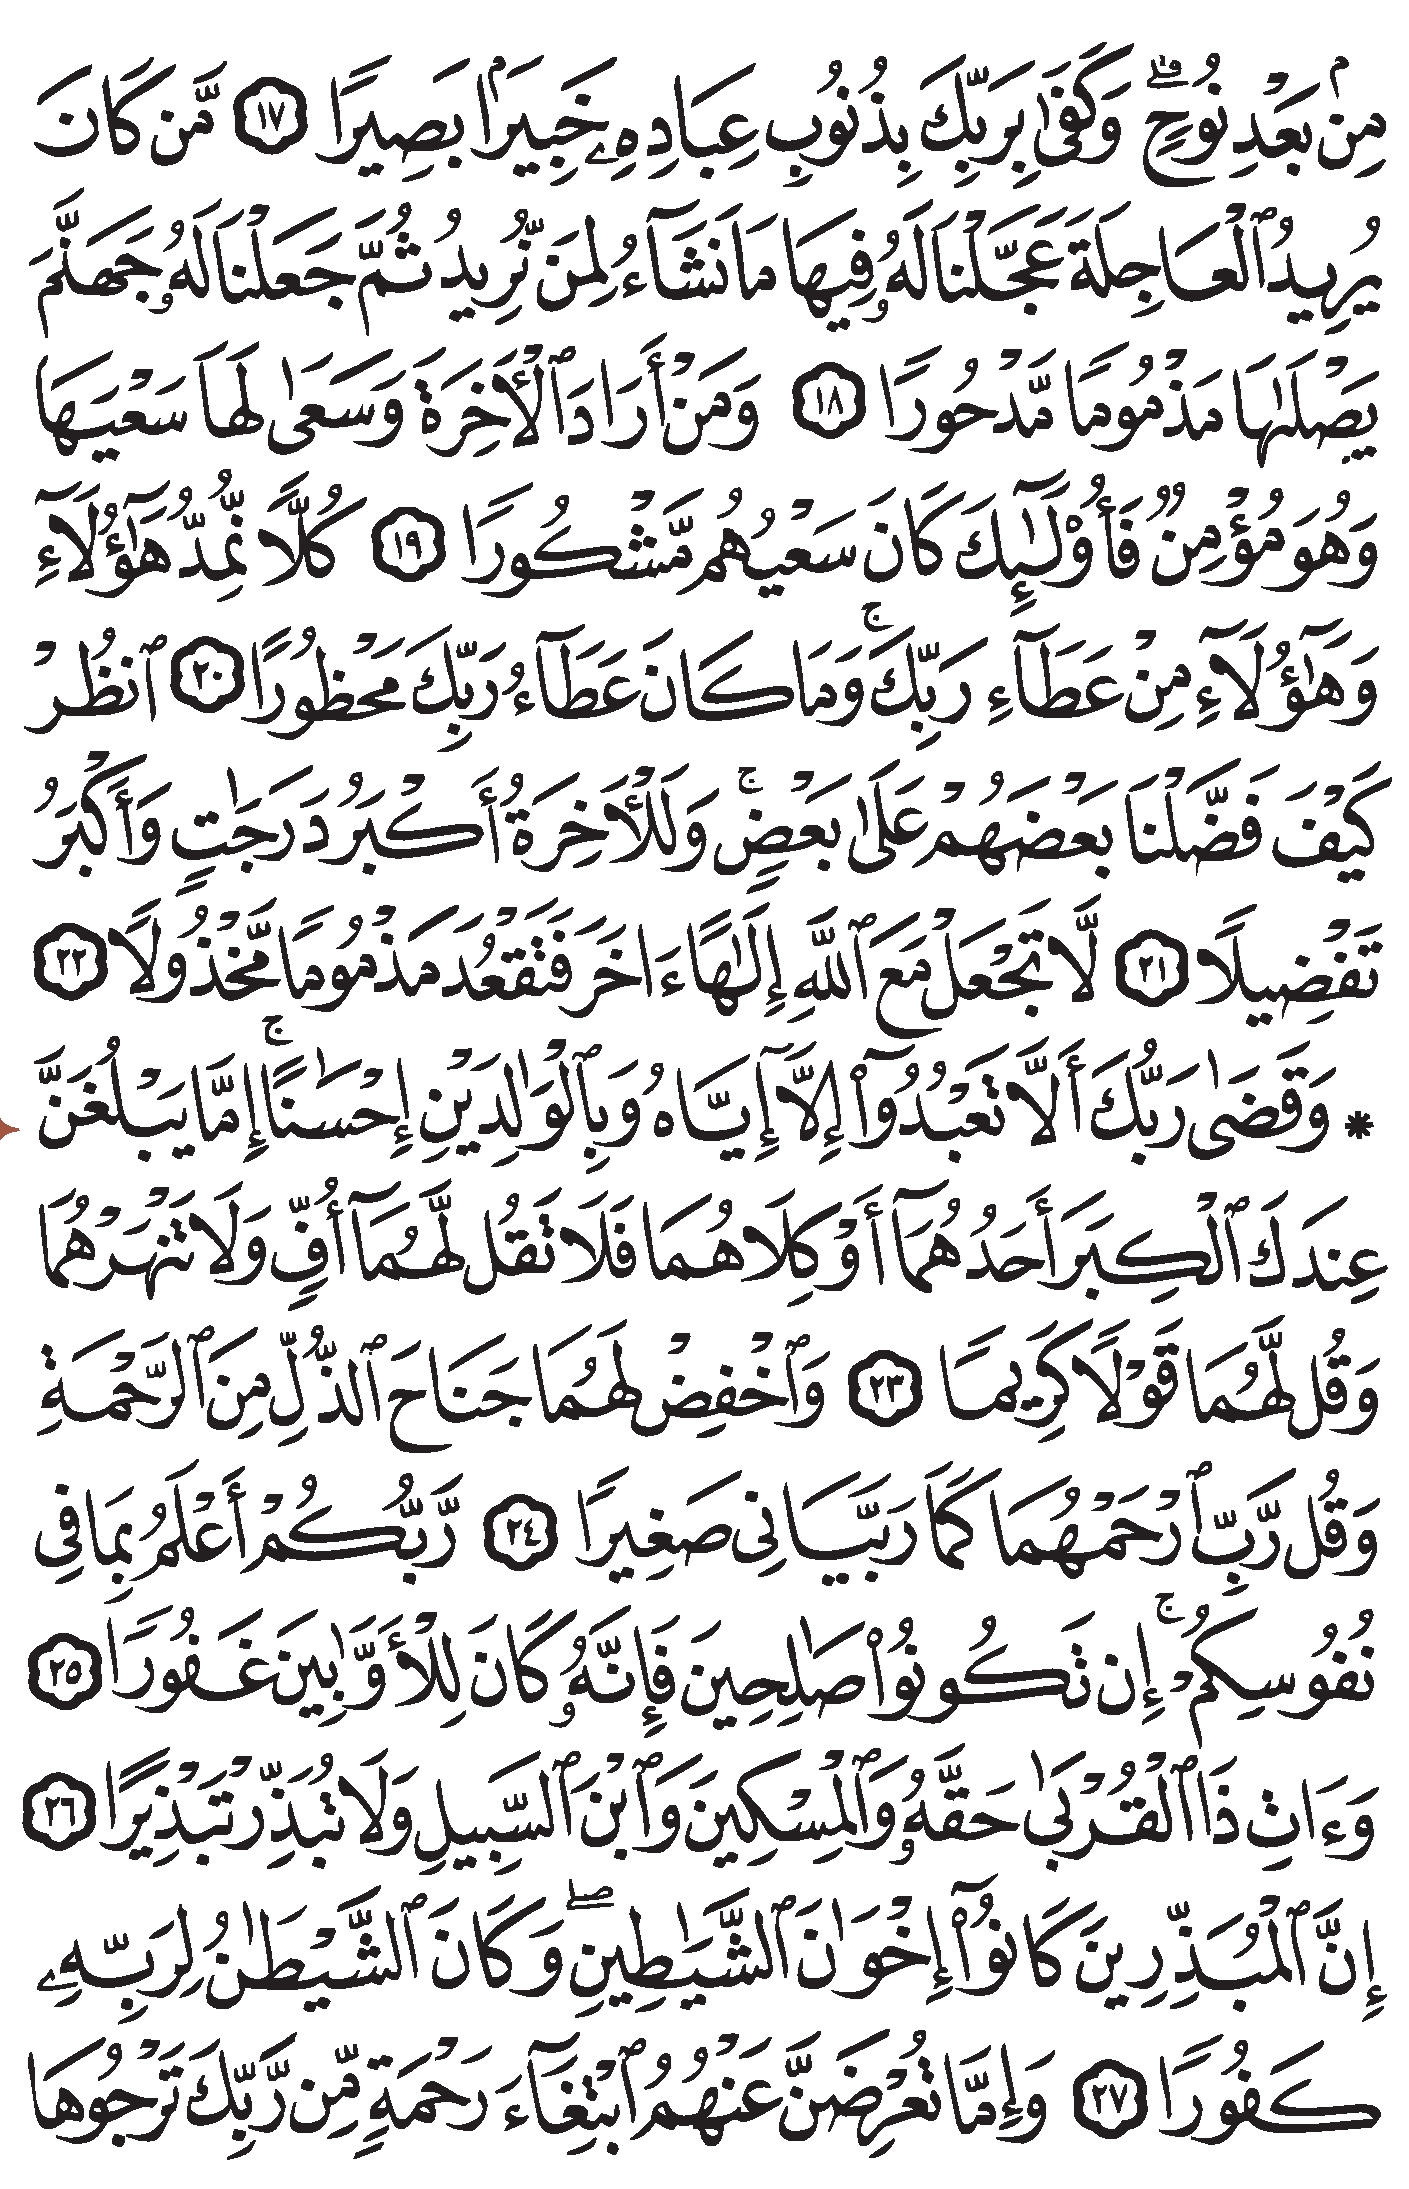 مِنۢ بَعۡدِ نُوحٖۗ وَكَفَىٰ بِرَبِّكَ بِذُنُوبِ عِبَادِهِۦ خَبِيرَۢا بَصِيرٗا ١٧ مَّن كَانَ
يُرِيدُ ٱلۡعَاجِلَةَ عَجَّلۡنَا لَهُۥ فِيهَا مَا نَشَآءُ لِمَن نُّرِيدُ ثُمَّ جَعَلۡنَا لَهُۥ جَهَنَّمَ
يَصۡلَىٰهَا مَذۡمُومٗا مَّدۡحُورٗا ١٨ وَمَنۡ أَرَادَ ٱلۡأٓخِرَةَ وَسَعَىٰ لَهَا سَعۡيَهَا
وَهُوَ مُؤۡمِنٞ فَأُوْلَٰٓئِكَ كَانَ سَعۡيُهُم مَّشۡكُورٗا ١٩ كُلّٗا نُّمِدُّ هَٰٓؤُلَآءِ
وَهَٰٓؤُلَآءِ مِنۡ عَطَآءِ رَبِّكَۚ وَمَا كَانَ عَطَآءُ رَبِّكَ مَحۡظُورًا ٢٠ ٱنظُرۡ
كَيۡفَ فَضَّلۡنَا بَعۡضَهُمۡ عَلَىٰ بَعۡضٖۚ وَلَلۡأٓخِرَةُ أَكۡبَرُ دَرَجَٰتٖ وَأَكۡبَرُ
تَفۡضِيلٗا ٢١ لَّا تَجۡعَلۡ مَعَ ٱللَّهِ إِلَٰهًا ءَاخَرَ فَتَقۡعُدَ مَذۡمُومٗا مَّخۡذُولٗا ٢٢
* وَقَضَىٰ رَبُّكَ أَلَّا تَعۡبُدُوٓاْ إِلَّآ إِيَّاهُ وَبِٱلۡوَٰلِدَيۡنِ إِحۡسَٰنًاۚ إِمَّا يَبۡلُغَنَّ
عِندَكَ ٱلۡكِبَرَ أَحَدُهُمَآ أَوۡ كِلَاهُمَا فَلَا تَقُل لَّهُمَآ أُفّٖ وَلَا تَنۡهَرۡهُمَا
وَقُل لَّهُمَا قَوۡلٗا كَرِيمٗا ٢٣ وَٱخۡفِضۡ لَهُمَا جَنَاحَ ٱلذُّلِّ مِنَ ٱلرَّحۡمَةِ
وَقُل رَّبِّ ٱرۡحَمۡهُمَا كَمَا رَبَّيَانِي صَغِيرٗا ٢٤ رَّبُّكُمۡ أَعۡلَمُ بِمَا فِي
نُفُوسِكُمۡۚ إِن تَكُونُواْ صَٰلِحِينَ فَإِنَّهُۥ كَانَ لِلۡأَوَّٰبِينَ غَفُورٗا ٢٥
وَءَاتِ ذَا ٱلۡقُرۡبَىٰ حَقَّهُۥ وَٱلۡمِسۡكِينَ وَٱبۡنَ ٱلسَّبِيلِ وَلَا تُبَذِّرۡ تَبۡذِيرًا ٢٦
إِنَّ ٱلۡمُبَذِّرِينَ كَانُوٓاْ إِخۡوَٰنَ ٱلشَّيَٰطِينِۖ وَكَانَ ٱلشَّيۡطَٰنُ لِرَبِّهِۦ
كَفُورٗا ٢٧ وَإِمَّا تُعۡرِضَنَّ عَنۡهُمُ ٱبۡتِغَآءَ رَحۡمَةٖ مِّن رَّبِّكَ تَرۡجُوهَا